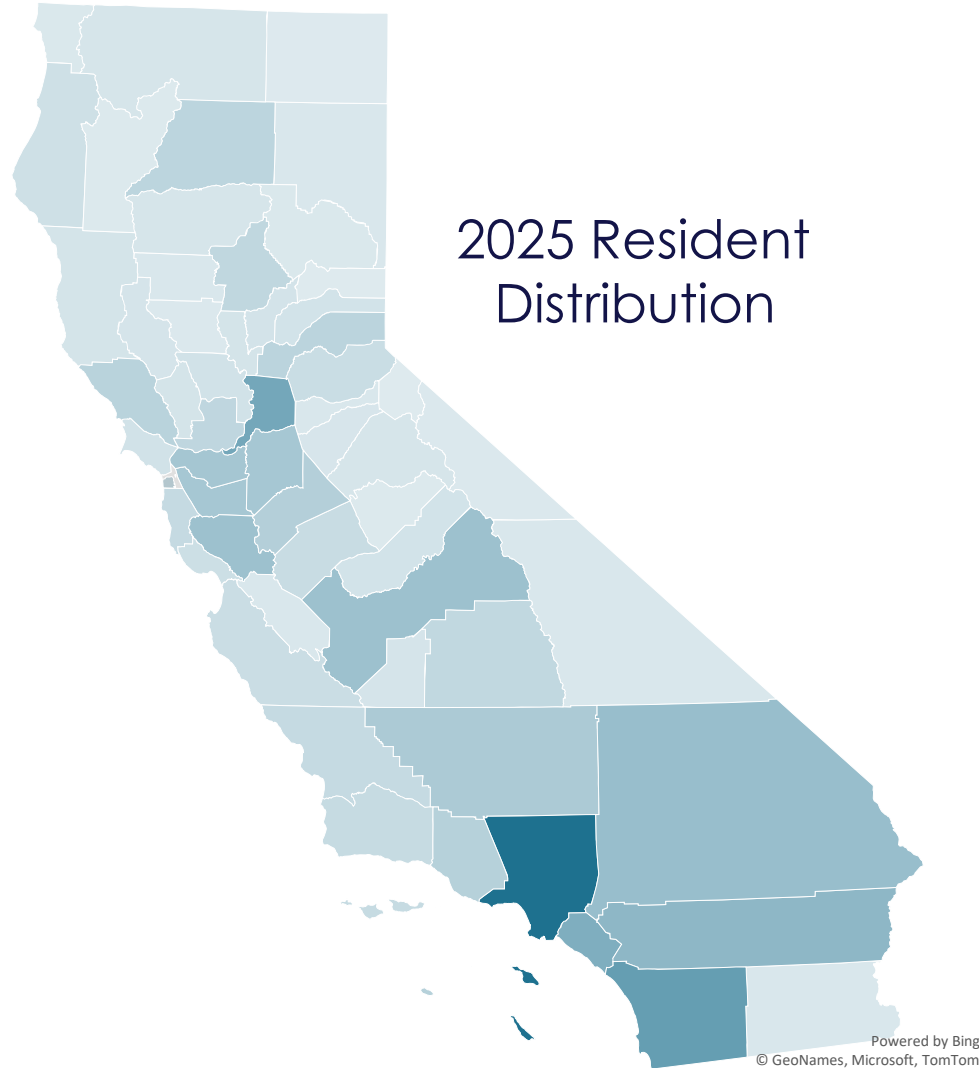 2025 Resident
Distribution
Powered by Bing
© GeoNames, Microsoft, TomTom